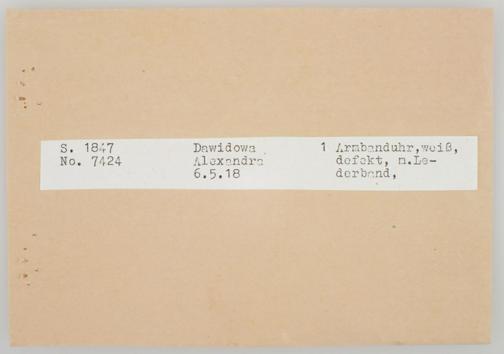 S. 1847 Dawidowa 1 Armbanduhr,weiß,
No. 7424 Alexandra defekt, m.Le-
6.5.18 derband,